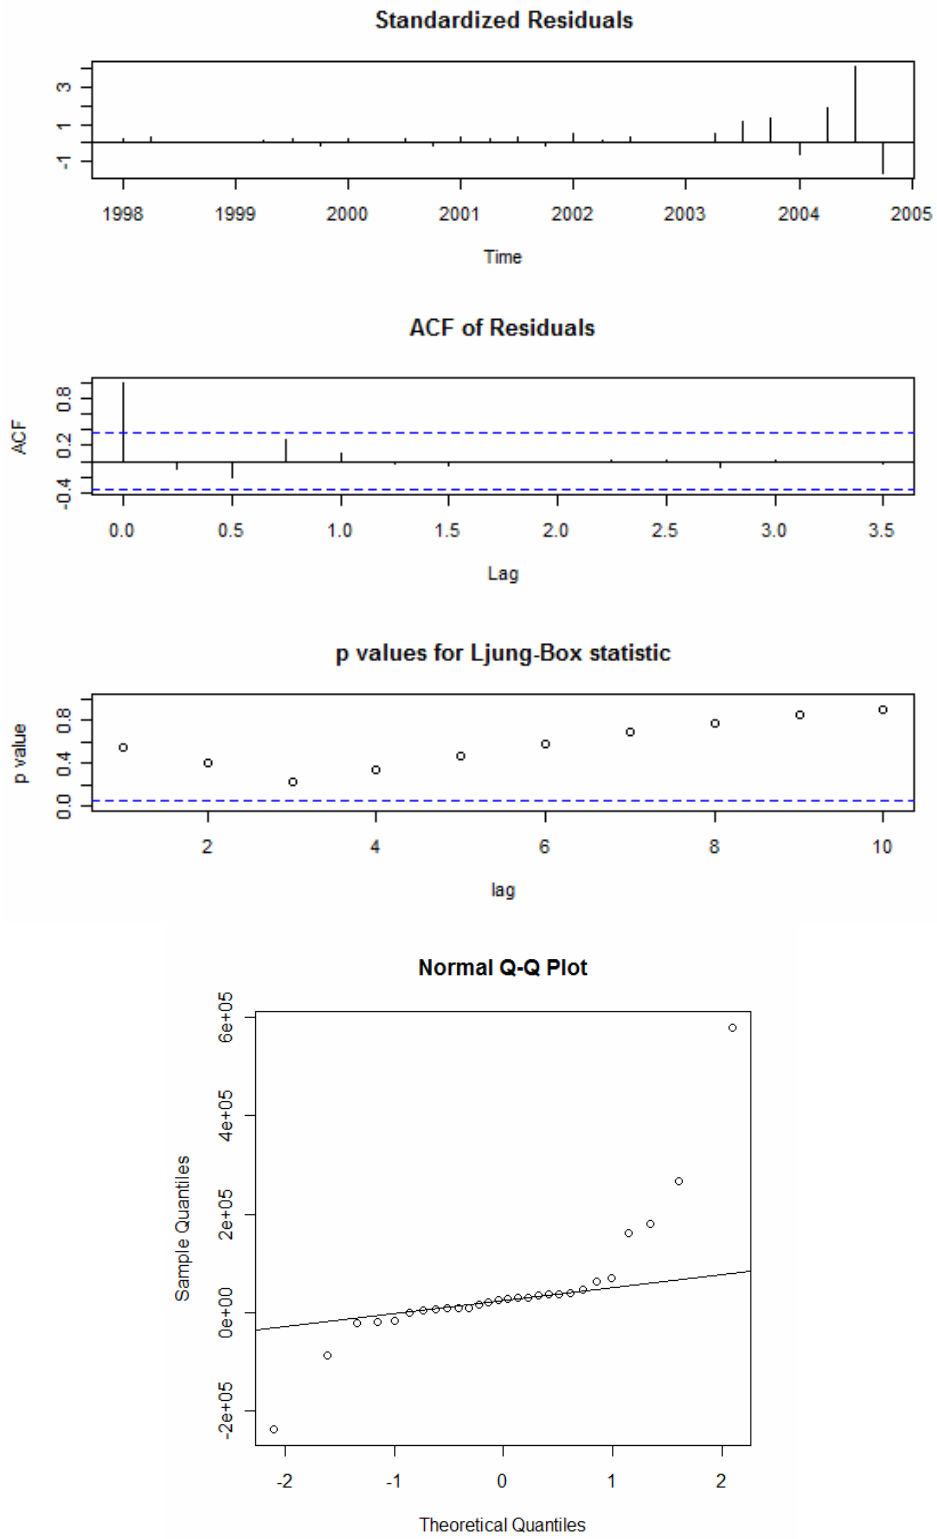 Standardized Residuals
3
1
-1
1998 1999 2000 2001 2002 2003 2004 2005
Time
ACF of Residuals
ACF
0.8
0.2
-0.4
0.0 0.5 1.0 1.5 2.0 2.5 3.0 3.5
Lag
p values for Ljung-Box statistic
p value
0.8
0.4
0.0
2 4 6 8 10
lag
Normal Q-Q Plot
Sample Quantiles
6e+05
4e+05
2e+05
0e+00
-2e+05
-2 -1 0 1 2
Theoretical Quantiles